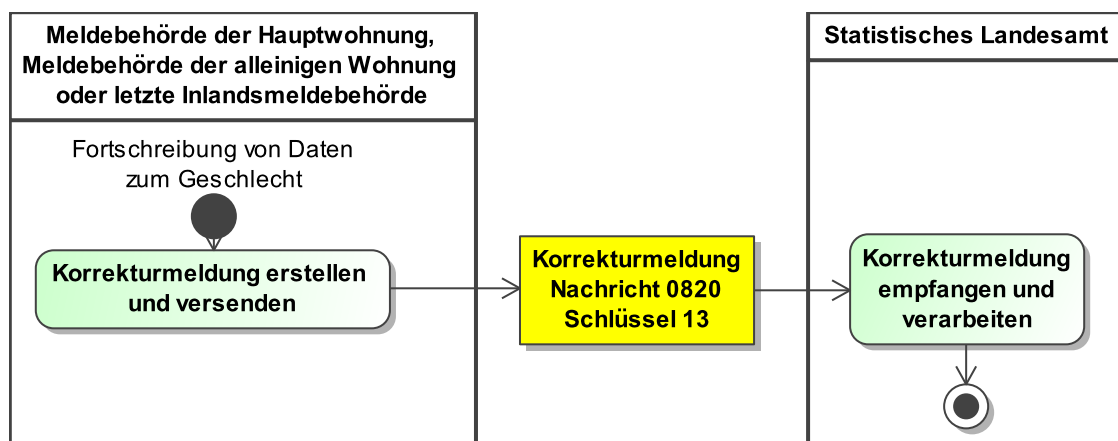 Meldebehörde der Hauptwohnung,
Meldebehörde der alleinigen Wohnung
oder letzte Inlandsmeldebehörde
Fortschreibung von Daten
zum Geschlecht
Korrekturmeldung erstellen
und versenden
Korrekturmeldung
Nachricht 0820
Schlüssel 13
Statistisches Landesamt
Korrekturmeldung
empfangen und
verarbeiten